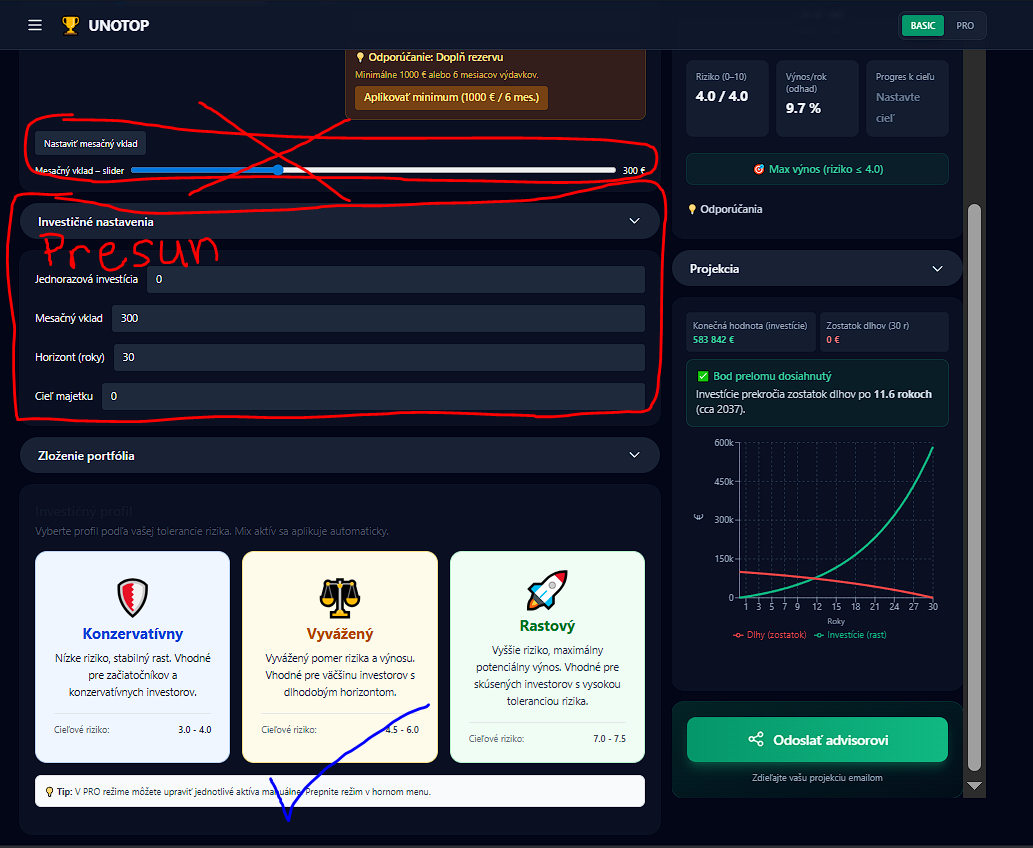 UNOTOP
BASIC
PRO
Odporúčanie: Doplň rezervu
Minimálne 1000 € alebo 6 mesiacov výdavkov.
Aplikovať minimum (1000 € / 6 mes.)
Nastaviť mesačný vklad
Mesačný vklad – slider
300 €
Investičné nastavenia
Presun
Jednorazová investícia
0
Mesačný vklad
300
Horizont (roky)
30
Cieľ majetku
0
Zloženie portfólia
Investičný profil
Vyberte profil podľa vašej tolerancie rizika. Mix aktív sa aplikuje automaticky.
Konzervatívny
Nízke riziko, stabilný rast. Vhodné
pre začiatočníkov a
konzervatívnych investorov.
Cieľové riziko:
3.0 - 4.0
Vyvážený
Vyvážený pomer rizika a výnosu.
Vhodné pre väčšinu investorov s
dlhodobým horizontom.
Cieľové riziko:
4.5 - 6.0
Rastový
Vyššie riziko, maximálny
potenciálny výnos. Vhodné pre
skúsených investorov s vysokou
toleranciou rizika.
Cieľové riziko:
7.0 - 7.5
Tip: V PRO režime môžete upraviť jednotlivé aktíva manuálne. Prepnite režim v hornom menu.
Riziko (0–10)
4.0 / 4.0
Výnos/rok
(odhad)
9.7 %
Progres k cieľu
Nastavte
cieľ
Max výnos (riziko ≤ 4.0)
Odporúčania
Projekcia
Konečná hodnota (investície)
583 842 €
Zostatok dlhov (30 r)
0 €
Bod prelomu dosiahnutý
Investície prekročia zostatok dlhov po 11.6 rokoch
(cca 2037).
600k
450k
300k
150k
0
€
1 3 5 7 9 12 15 18 21 24 27 30
Roky
Dlhy (zostatok)
Investície (rast)
Odoslať advisorovi
Zdieľajte vašu projekciu emailom